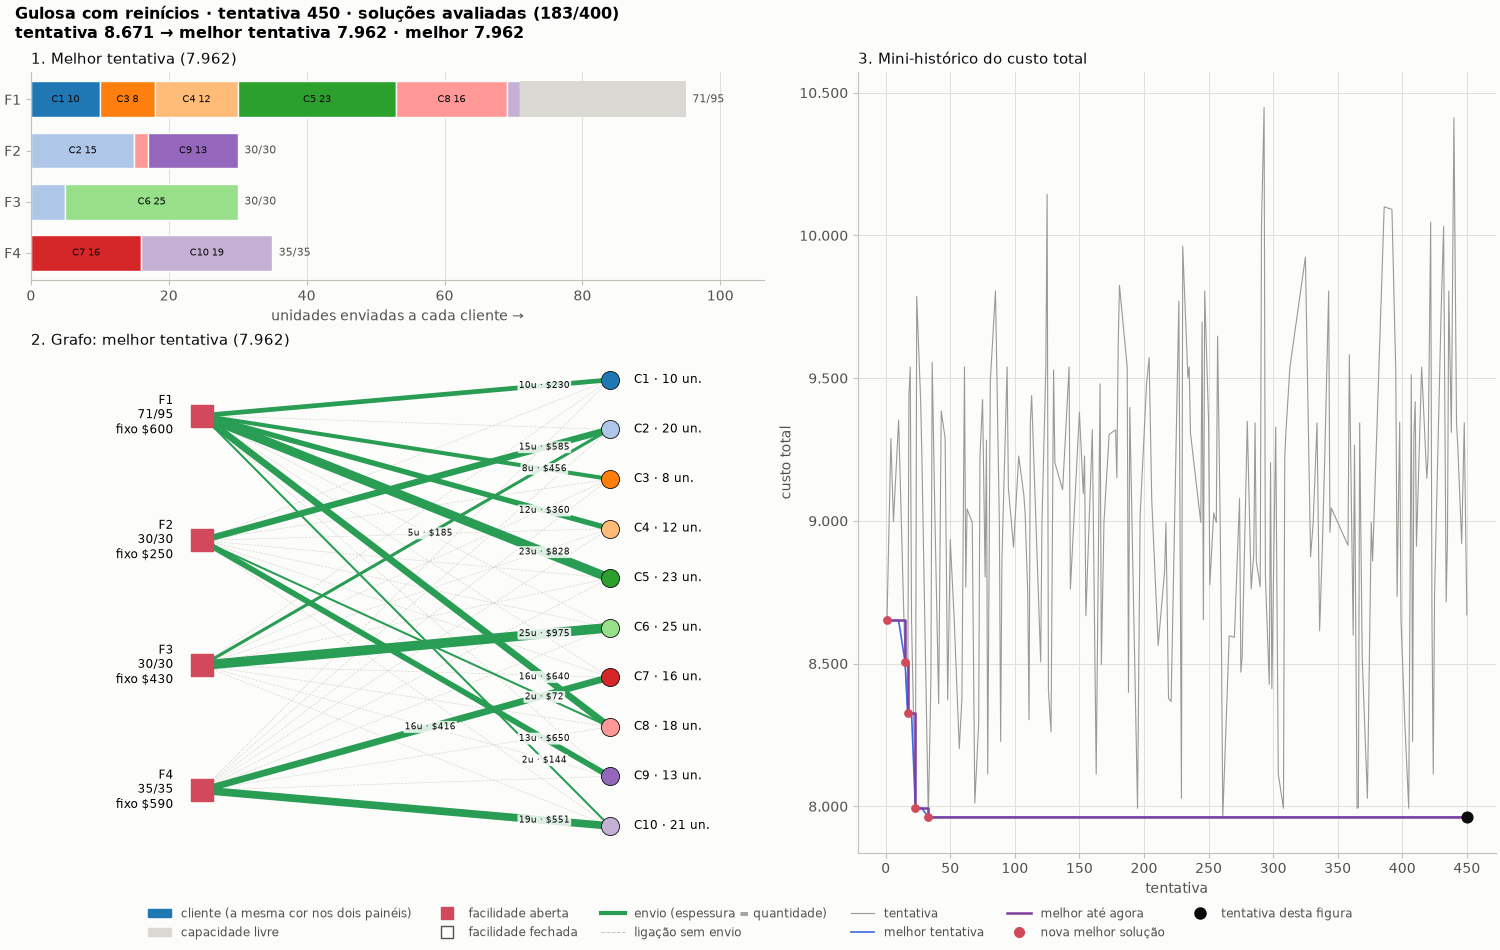 Gulosa com reinícios · tentativa 450 · soluções avaliadas (183/400)
tentativa 8.671 → melhor tentativa 7.962 · melhor 7.962
1. Melhor tentativa (7.962)
F1
C1 10
C3 8
C4 12
C5 23
C8 16
71/95
F2
C2 15
C9 13
30/30
F3
C6 25
30/30
F4
C7 16
C10 19
35/35
0
20
40
60
80
100
unidades enviadas a cada cliente →
2. Grafo: melhor tentativa (7.962)
F1
71/95
fixo $600
F2
30/30
fixo $250
F3
30/30
fixo $430
F4
35/35
fixo $590
10u · $230
15u · $585
8u · $456
12u · $360
5u · $185
23u · $828
25u · $975
16u · $640
2u · $72
16u · $416
13u · $650
2u · $144
19u · $551
C1 · 10 un.
C2 · 20 un.
C3 · 8 un.
C4 · 12 un.
C5 · 23 un.
C6 · 25 un.
C7 · 16 un.
C8 · 18 un.
C9 · 13 un.
C10 · 21 un.
3. Mini-histórico do custo total
custo total
10.500
10.000
9.500
9.000
8.500
8.000
0
50
100
150
200
250
300
350
400
450
tentativa
cliente (a mesma cor nos dois painéis)
capacidade livre
facilidade aberta
facilidade fechada
envio (espessura = quantidade)
ligação sem envio
tentativa
melhor tentativa
melhor até agora
nova melhor solução
tentativa desta figura